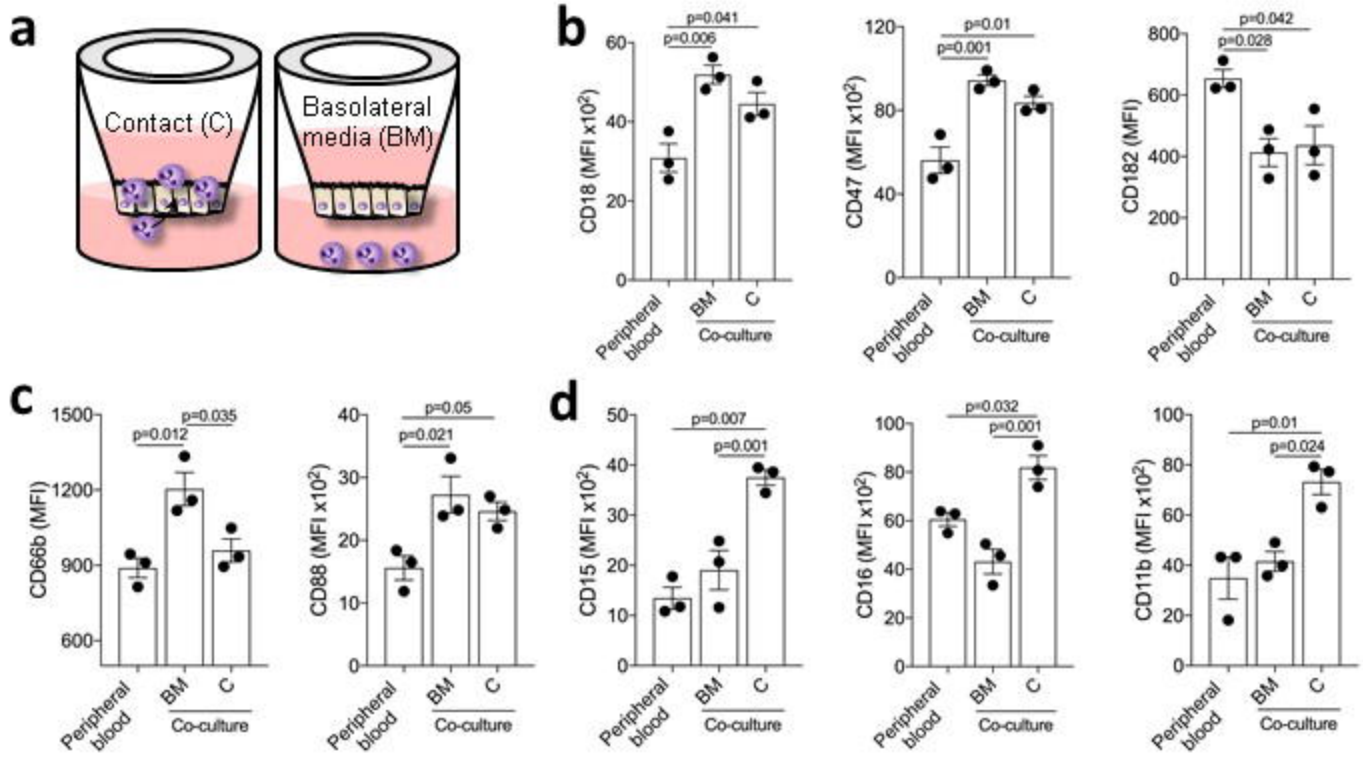 a
Contact (C)
Basolateral
media (BM)
b
p=0.041
p=0.006
60
40
20
0
CD18 (MFI x10²)
Peripheral
blood
BM
C
Co-culture
p=0.01
p=0.001
120
80
40
0
CD47 (MFI x10²)
Peripheral
blood
BM
C
Co-culture
p=0.042
p=0.028
800
600
400
200
0
CD182 (MFI)
Peripheral
blood
BM
C
Co-culture
c
p=0.035
p=0.012
1500
1200
900
600
CD66b (MFI)
Peripheral
blood
BM
C
Co-culture
p=0.05
p=0.021
40
30
20
10
0
CD88 (MFI x10²)
Peripheral
blood
BM
C
Co-culture
d
p=0.007
p=0.001
50
40
30
20
10
0
CD15 (MFI x10²)
Peripheral
blood
BM
C
Co-culture
p=0.032
p=0.001
100
80
60
40
20
0
CD16 (MFI x10²)
Peripheral
blood
BM
C
Co-culture
p=0.01
p=0.024
100
80
60
40
20
0
CD11b (MFI x10²)
Peripheral
blood
BM
C
Co-culture